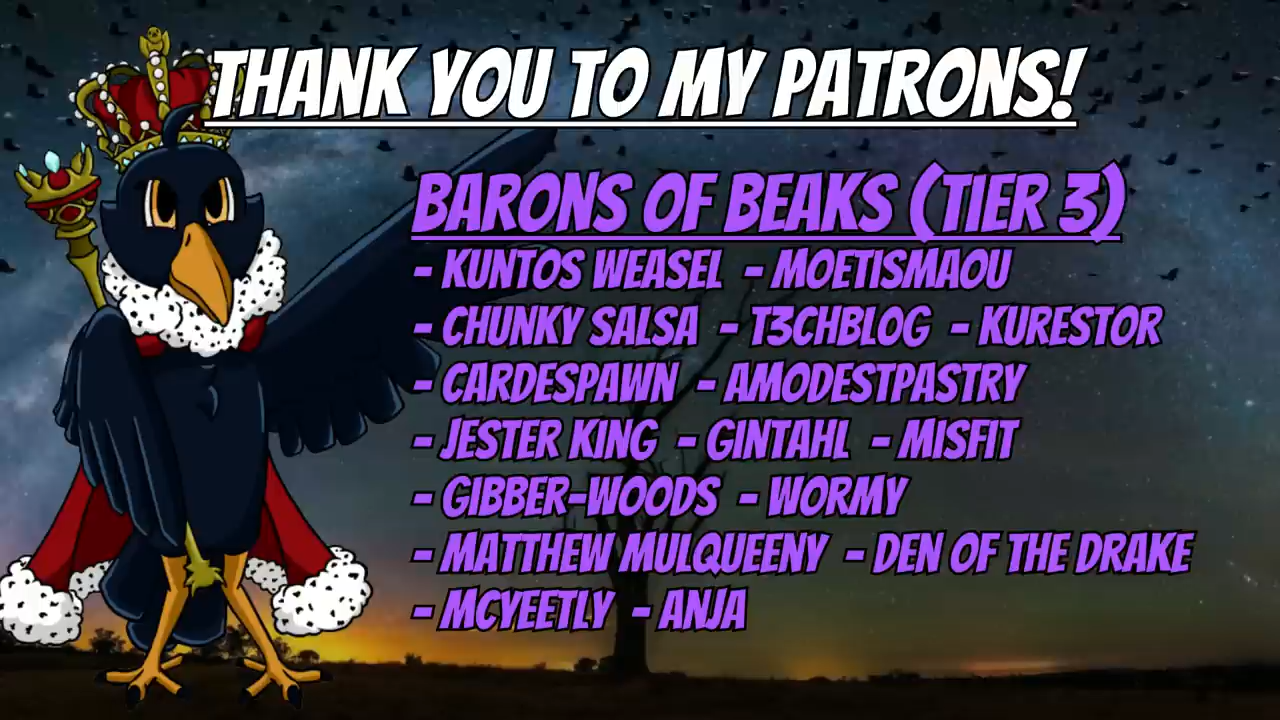 THANK YOU TO MY PATRONS!
BARONS OF BEAKS (TIER 3)
- KUNTOS WEASEL - MOETISMAOU
- CHUNKY SALSA - T3CHBLOG - KURESTOR
- CARDESPAWN - AMODESTPASTRY
- JESTER KING - GINTAHL - MISFIT
- GIBBER-WOODS - WORMY
- MATTHEW MULQUEENY - DEN OF THE DRAKE
- MCYEETLY - ANJA